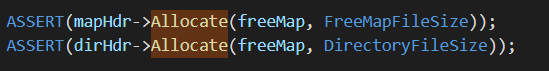 ASSERT(mapHdr->Allocate(freeMap, FreeMapFileSize));
ASSERT(dirHdr->Allocate(freeMap, DirectoryFileSize));